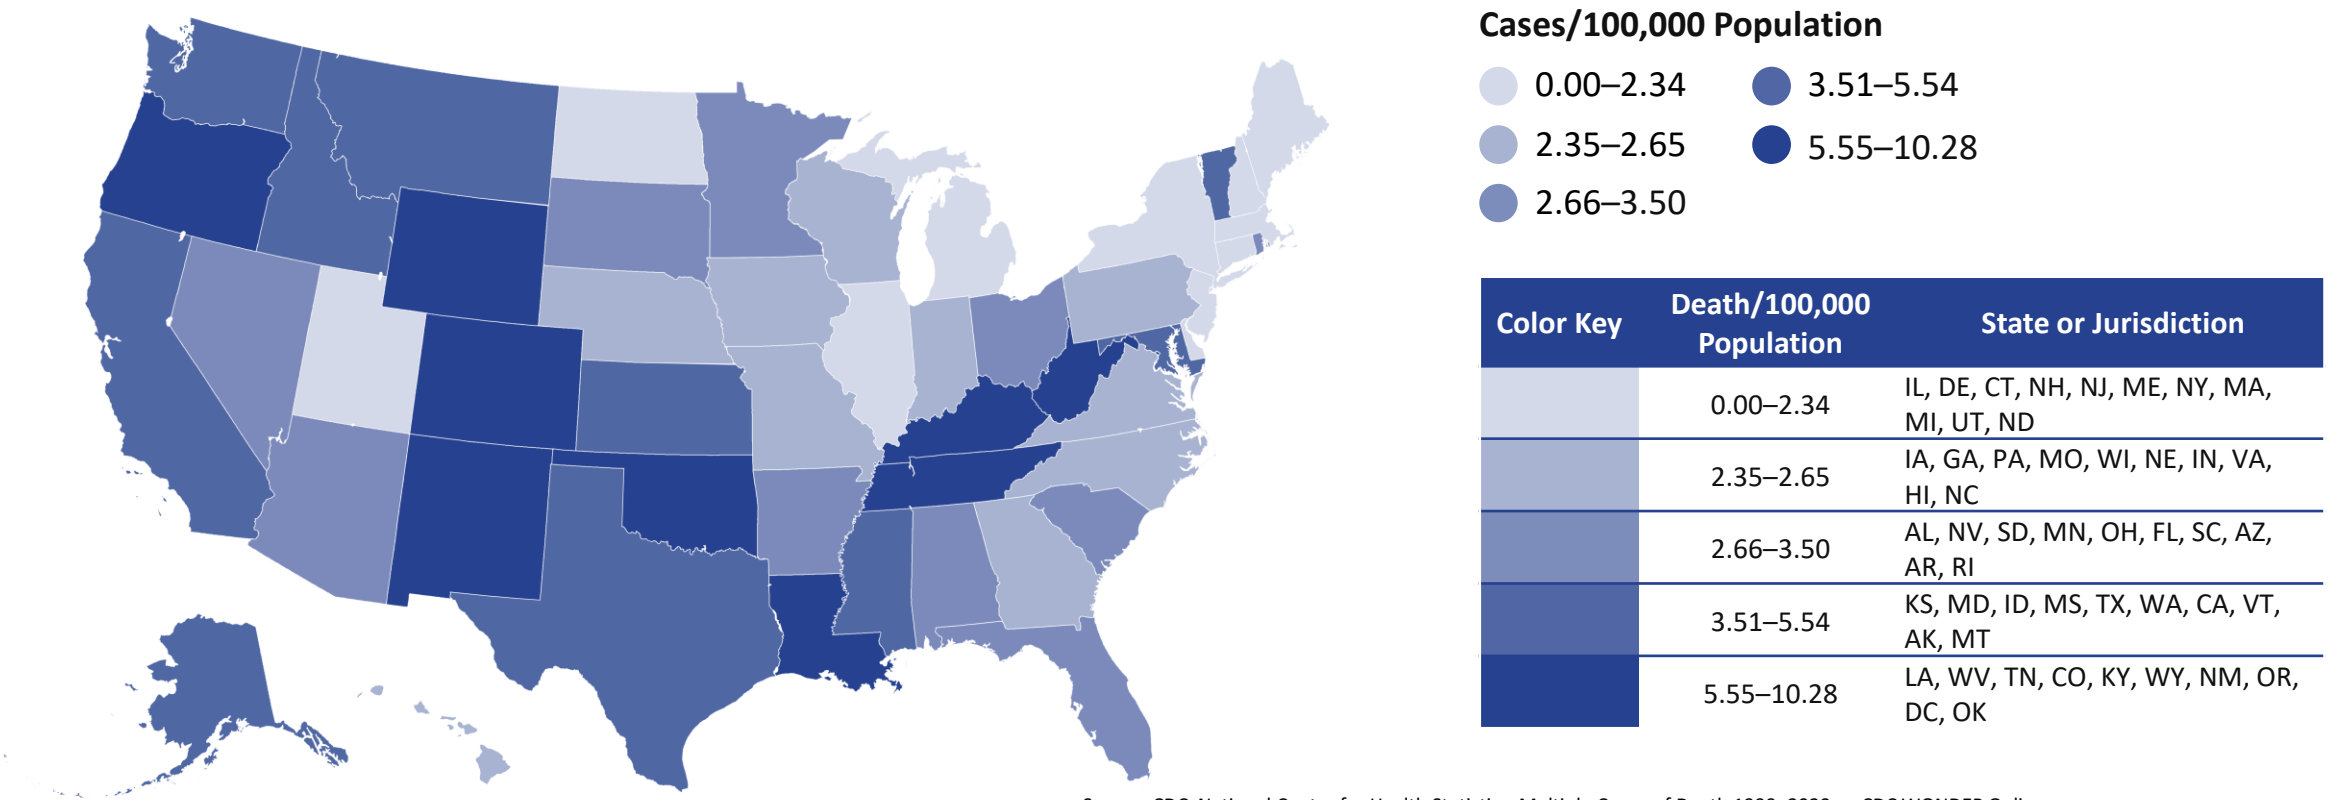 Cases/100,000 Population
0.00–2.34
3.51–5.54
2.35–2.65
5.55–10.28
2.66–3.50
Color Key
Death/100,000
Population
State or Jurisdiction
0.00–2.34
IL, DE, CT, NH, NJ, ME, NY, MA,
MI, UT, ND
2.35–2.65
IA, GA, PA, MO, WI, NE, IN, VA,
HI, NC
2.66–3.50
AL, NV, SD, MN, OH, FL, SC, AZ,
AR, RI
3.51–5.54
KS, MD, ID, MS, TX, WA, CA, VT,
AK, MT
5.55–10.28
LA, WV, TN, CO, KY, WY, NM, OR,
DC, OK